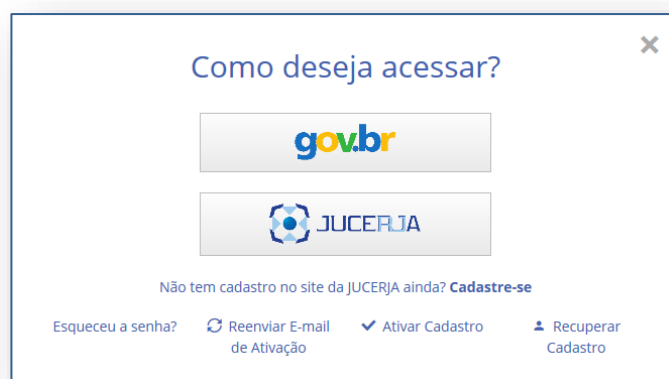 Como deseja acessar?
gov.br
JUCERJA
Não tem cadastro no site da JUCERJA ainda? Cadastre-se
Esqueceu a senha?
Reenviar E-mail
de Ativação
Ativar Cadastro
Recuperar
Cadastro